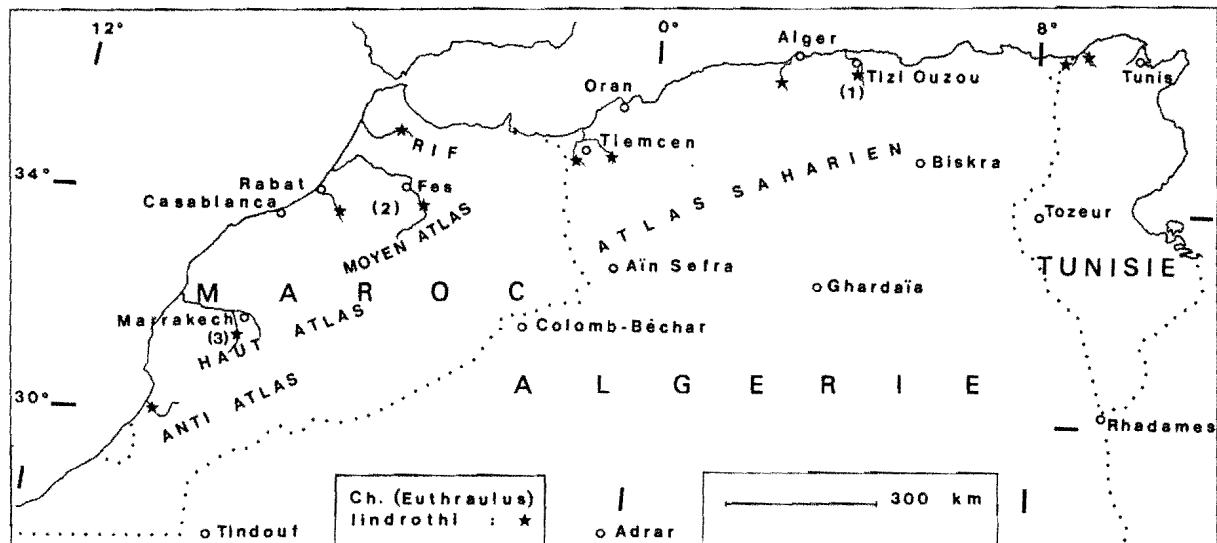 12°
0°
8°
Alger
Tizi Ouzou
(1)
Tunis
Oran
Tlemcen
RIF
34°
Rabat
Casablanca
Fes
(2)
MOYEN ATLAS
ATLAS SAHARIEN
Biskra
Tozeur
Aïn Sefra
TUNISIE
MAROC
Ghardaïa
Marrakech
(3)
HAUT ATLAS
Colomb-Béchar
30°
ANTI ATLAS
ALGERIE
Rhadames
Ch. (Euthraulus)
lindrothi : ★
300 km
Tindouf
Adrar